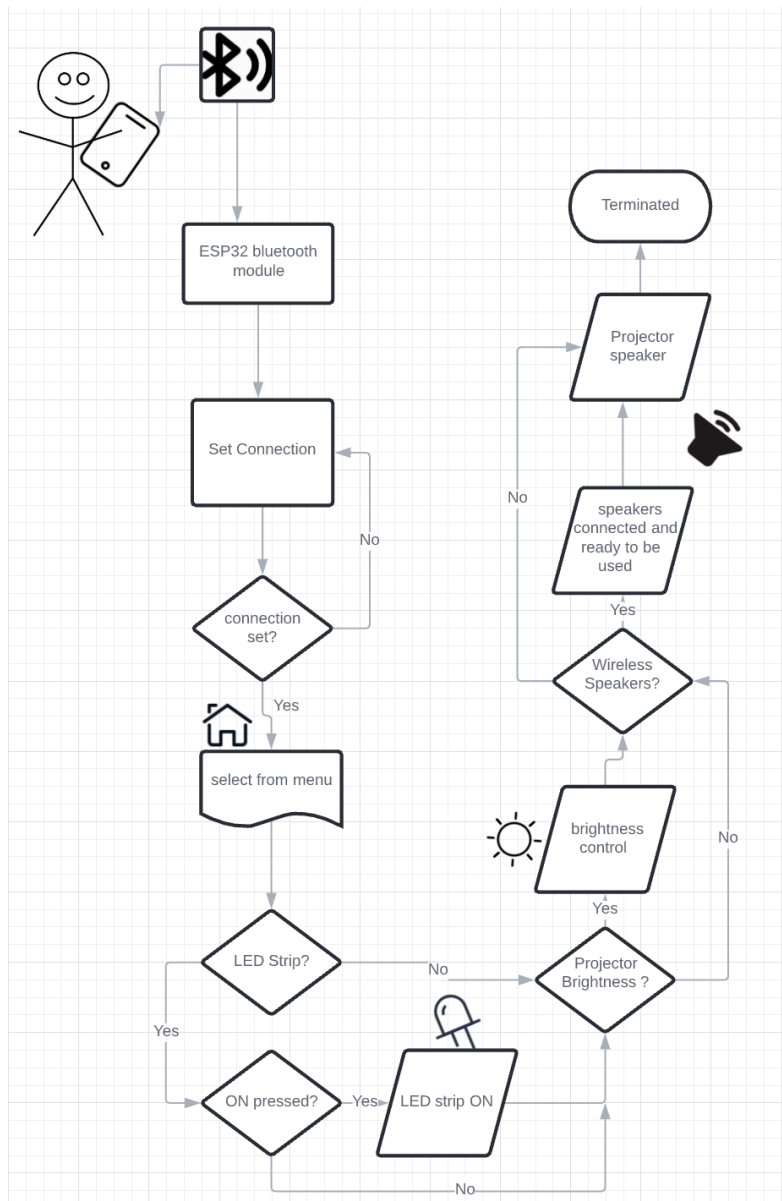 ESP32 bluetooth
module
Set Connection
No
connection
set?
Yes
select from menu
LED Strip?
No
Yes
ON pressed?
Yes
LED strip ON
No
Projector
Brightness ?
Yes
No
brightness
control
Wireless
Speakers?
Yes
No
speakers
connected and
ready to be
used
Projector
speaker
Terminated